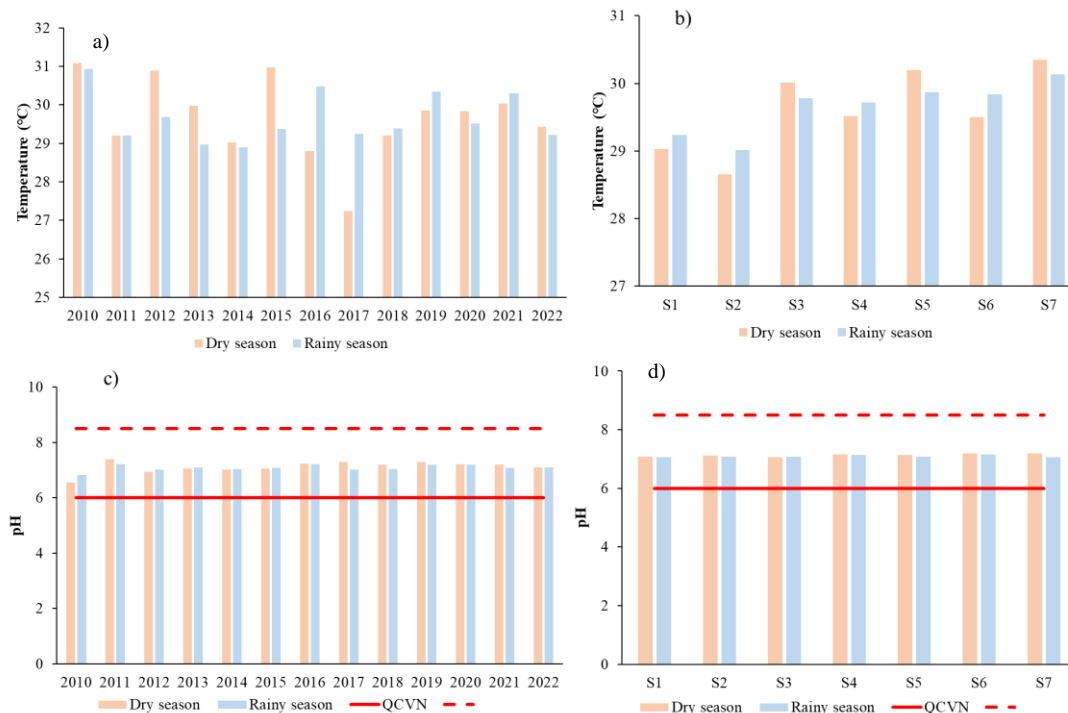 a)
Temperature (°C)
32
31
30
29
28
27
26
25
2010 2011 2012 2013 2014 2015 2016 2017 2018 2019 2020 2021 2022
Dry season Rainy season
b)
Temperature (°C)
31
30
29
28
27
S1 S2 S3 S4 S5 S6 S7
Dry season Rainy season
c)
pH
10
8
6
4
2
0
2010 2011 2012 2013 2014 2015 2016 2017 2018 2019 2020 2021 2022
Dry season Rainy season QCVN
d)
pH
10
8
6
4
2
0
S1 S2 S3 S4 S5 S6 S7
Dry season Rainy season QCVN